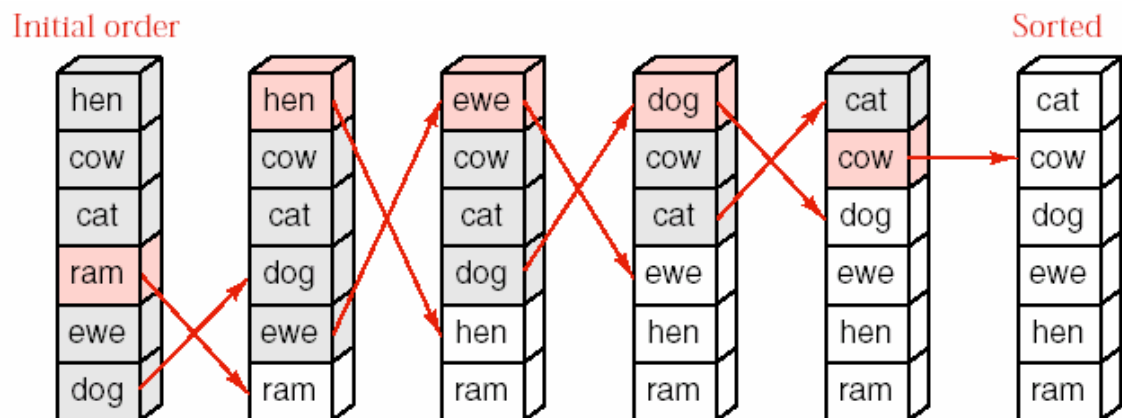 Initial order Sorted
hen hen ewe dog cat cat
cow cow cow cow cow cow
cat cat cat cat dog dog
ram dog dog ewe ewe ewe
ewe ewe hen hen hen hen
dog ram ram ram ram ram